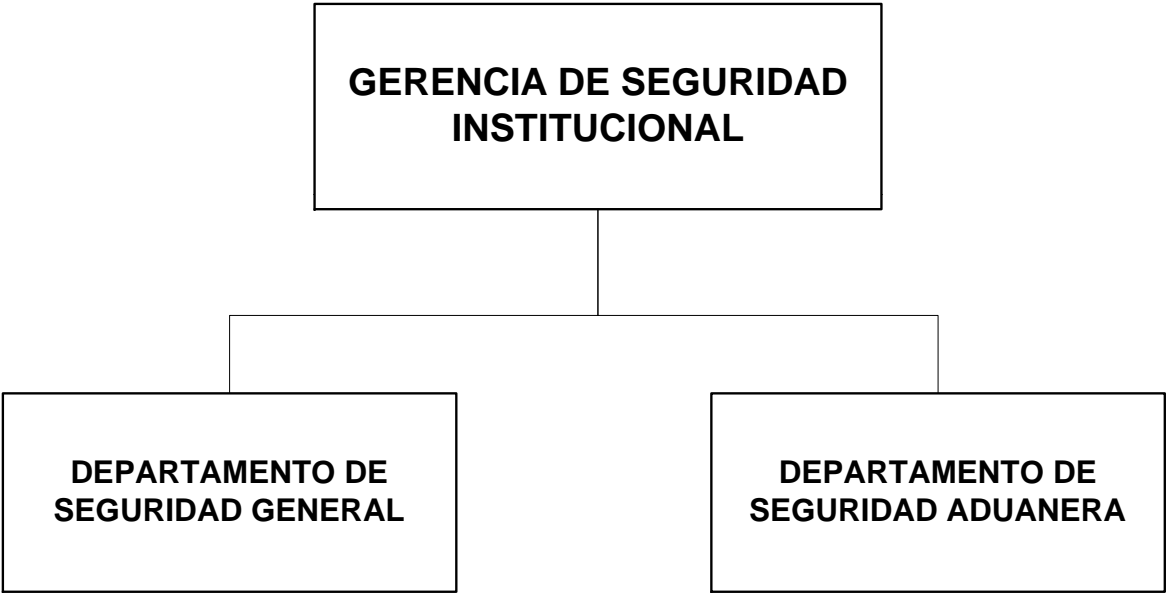 GERENCIA DE SEGURIDAD
INSTITUCIONAL
DEPARTAMENTO DE
SEGURIDAD GENERAL
DEPARTAMENTO DE
SEGURIDAD ADUANERA